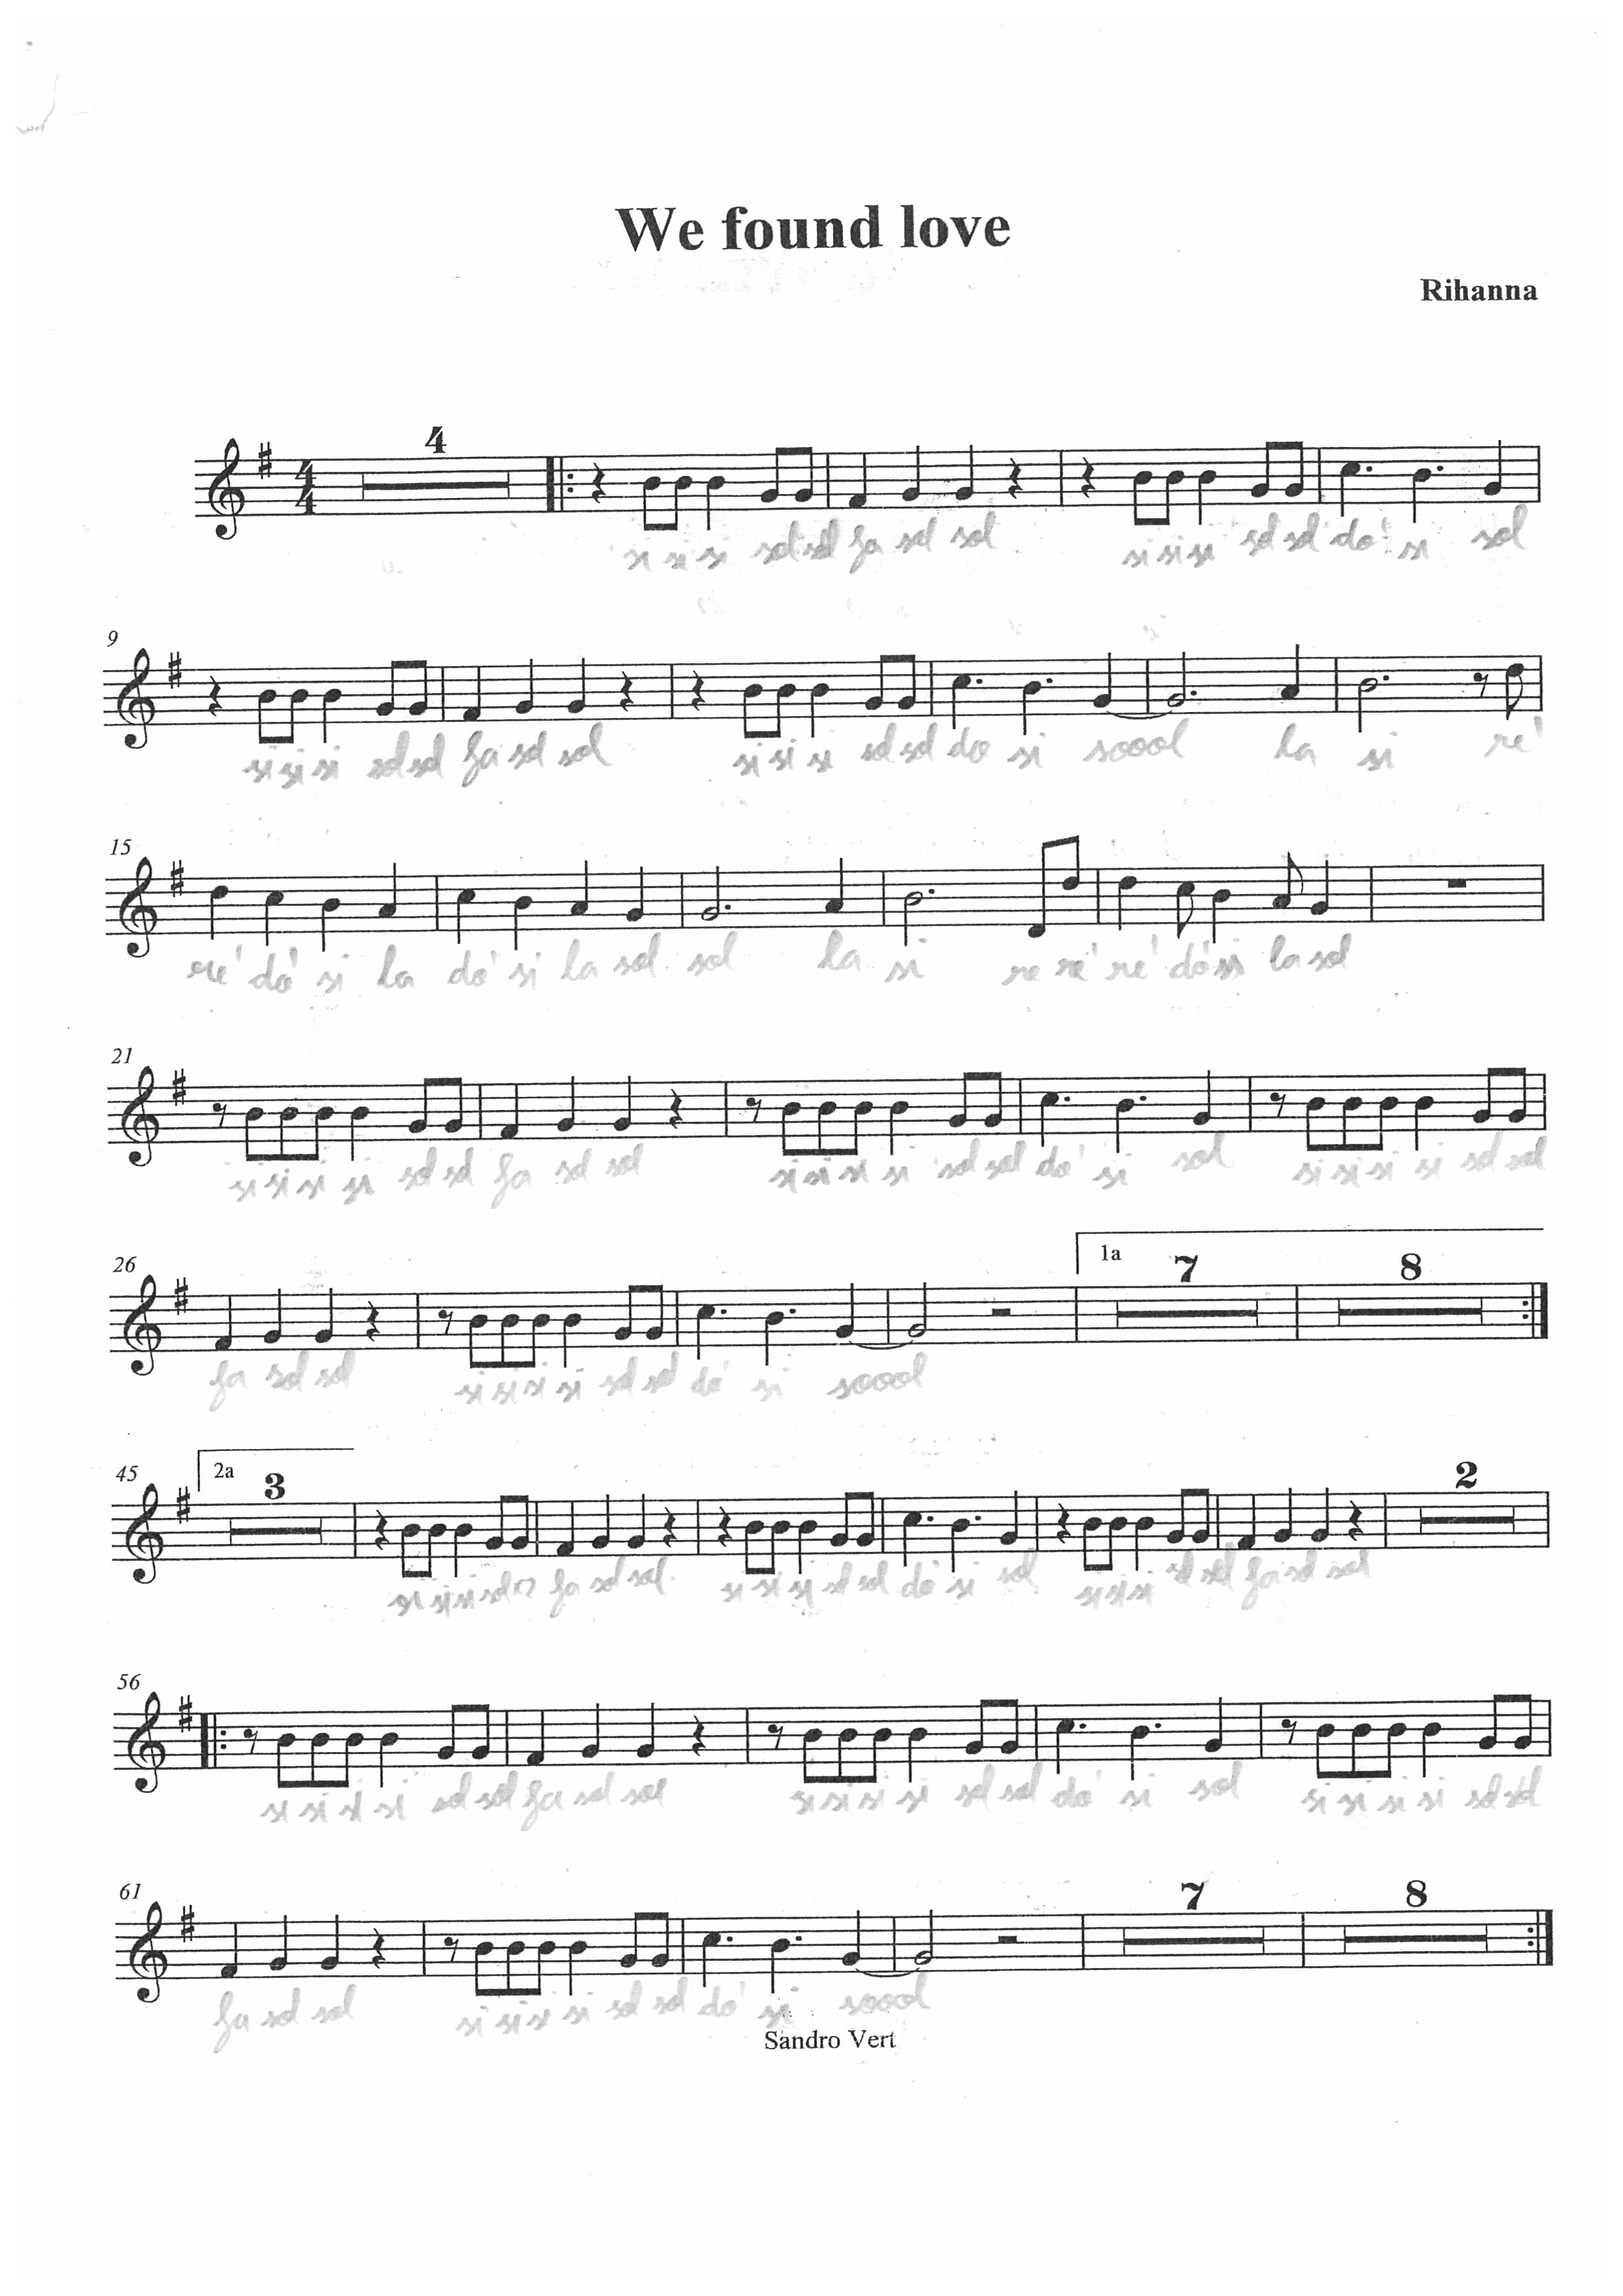 We found love
Rihanna
4
4
4
si si si sol sol fa sol sol si si si sol sol do' si sol
9
si si si sol sol fa sol sol si si si sol sol do si soool la si re'
15
re' do' si la do' si la sol sol la si re re' re' do' si la sol
21
si si si si sol sol fa sol sol si si si si sol sol do' si sol si si si si sol sol
26
1a
7
8
fa sol sol si si si si sol sol do' si soool
45
2a
3
2
si si si sol fa sol sol si si si sol sol do' si sol si si si sol sol fa sol sol
56
si si si si sol sol fa sol sol si si si si sol sol do' si sol si si si si sol sol
61
7
8
fa sol sol si si si si sol sol do' si soool
Sandro Vert